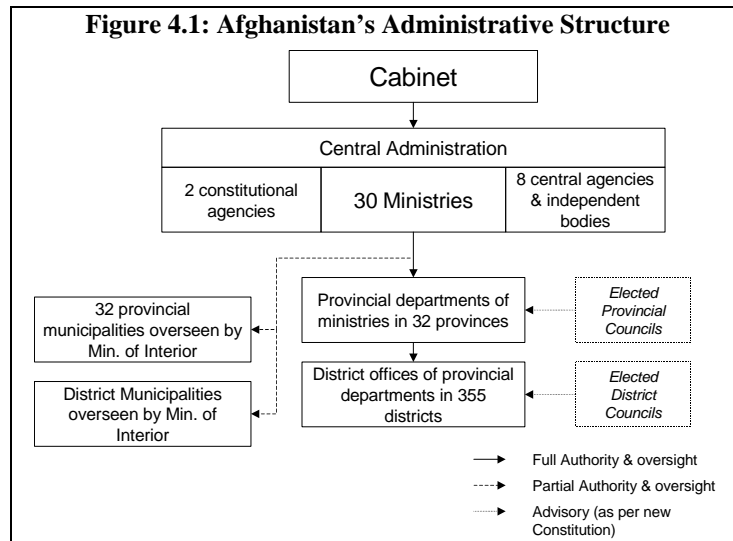 Figure 4.1: Afghanistan's Administrative Structure
Cabinet
Central Administration
2 constitutional
agencies
30 Ministries
8 central agencies
& independent
bodies
Provincial departments of
ministries in 32 provinces
Elected
Provincial
Councils
32 provincial
municipalities overseen by
Min. of Interior
District offices of provincial
departments in 355
districts
Elected
District
Councils
District Municipalities
overseen by Min. of
Interior
Full Authority & oversight
Partial Authority & oversight
Advisory (as per new
Constitution)